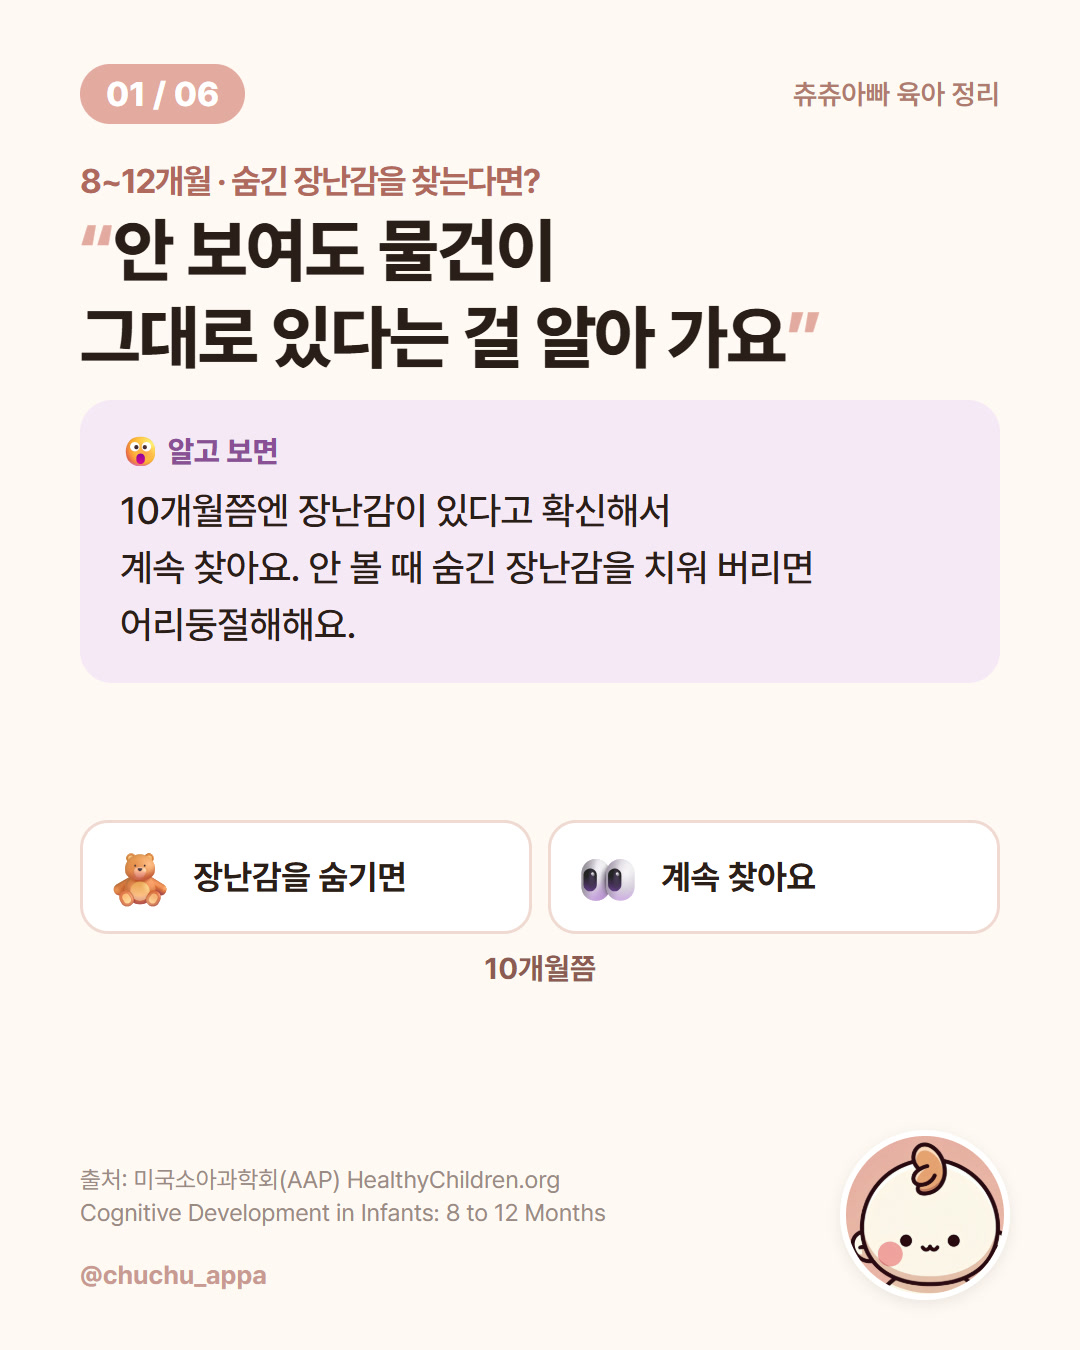 01 / 06
츄츄아빠 육아 정리
8~12개월 · 숨긴 장난감을 찾는다면?
“안 보여도 물건이
그대로 있다는 걸 알아 가요”
알고 보면
10개월쯤엔 장난감이 있다고 확신해서
계속 찾아요. 안 볼 때 숨긴 장난감을 치워 버리면
어리둥절해해요.
장난감을 숨기면
계속 찾아요
10개월쯤
출처: 미국소아과학회(AAP) HealthyChildren.org
Cognitive Development in Infants: 8 to 12 Months
@chuchu_appa